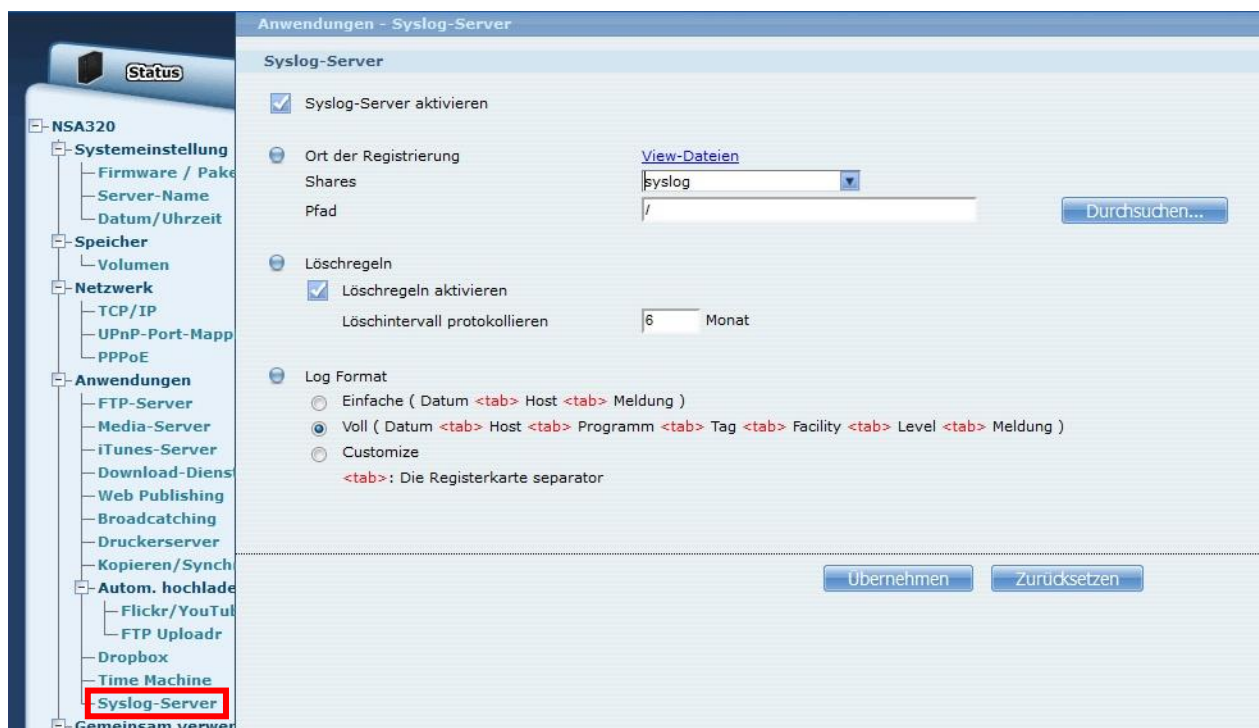 Anwendungen - Syslog-Server
Status
NSA320
Systemeinstellung
Firmware / Pake
Server-Name
Datum/Uhrzeit
Speicher
Volumen
Netzwerk
TCP/IP
UPnP-Port-Mapp
PPPoE
Anwendungen
FTP-Server
Media-Server
iTunes-Server
Download-Diens
Web Publishing
Broadcatching
Druckerserver
Kopieren/Synch
Autom. hochlade
Flickr/YouTu
FTP Uploadr
Dropbox
Time Machine
Syslog-Server
Gemeinsam verwer
Syslog-Server
Syslog-Server aktivieren
Ort der Registrierung View-Dateien
Shares syslog
Pfad / Durchsuchen...
Löschregeln
Löschregeln aktivieren
Löschintervall protokollieren 6 Monat
Log Format
Einfache ( Datum <tab> Host <tab> Meldung )
Voll ( Datum <tab> Host <tab> Programm <tab> Tag <tab> Facility <tab> Level <tab> Meldung )
Customize
<tab>: Die Registerkarte separator
Übernehmen Zurücksetzen